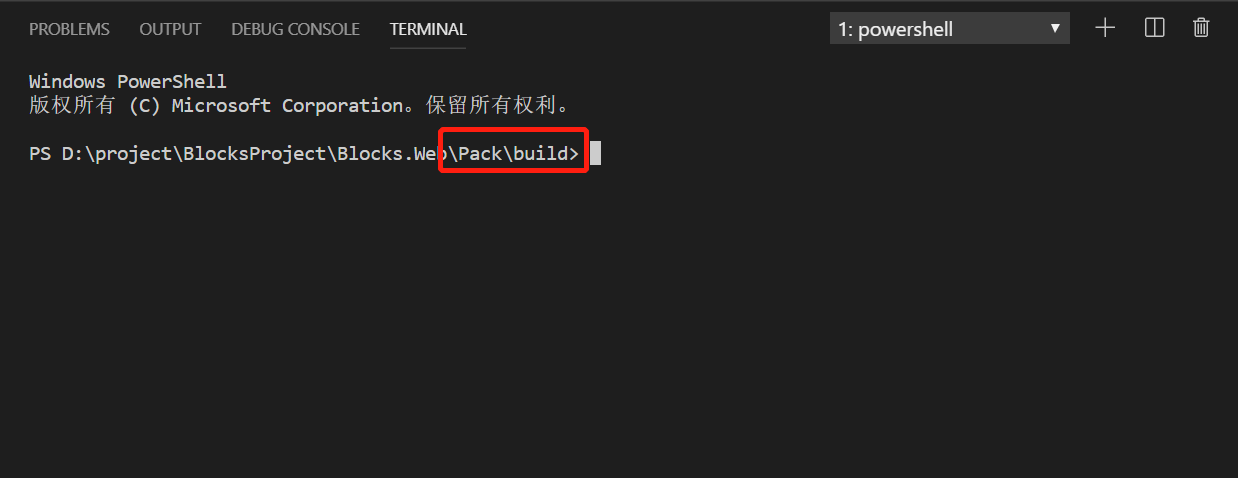 PROBLEMS OUTPUT DEBUG CONSOLE TERMINAL 1: powershell
Windows PowerShell
版权所有 (C) Microsoft Corporation。保留所有权利。
PS D:\project\BlocksProject\Blocks.Web\Pack\build>